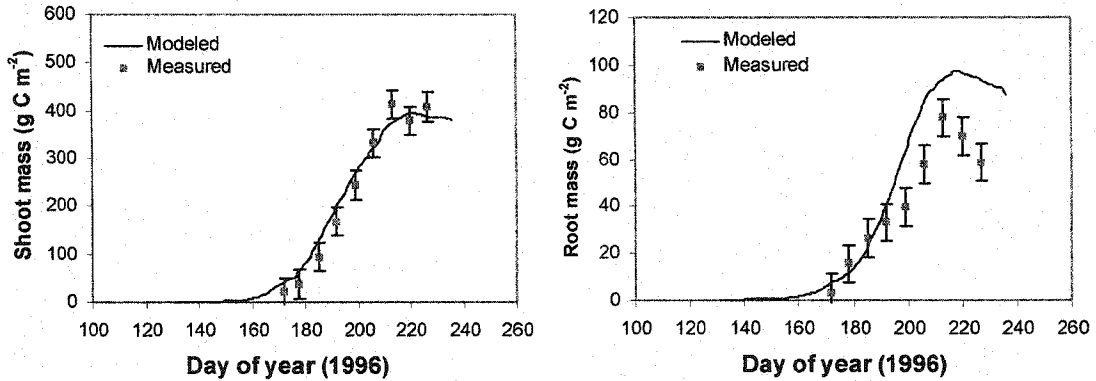 600
500
400
300
200
100
0
Shoot mass (g C m-2)
Modeled
Measured
100 120 140 160 180 200 220 240 260
Day of year (1996)
120
100
80
60
40
20
0
Root mass (g C m-2)
Modeled
Measured
100 120 140 160 180 200 220 240 260
Day of year (1996)